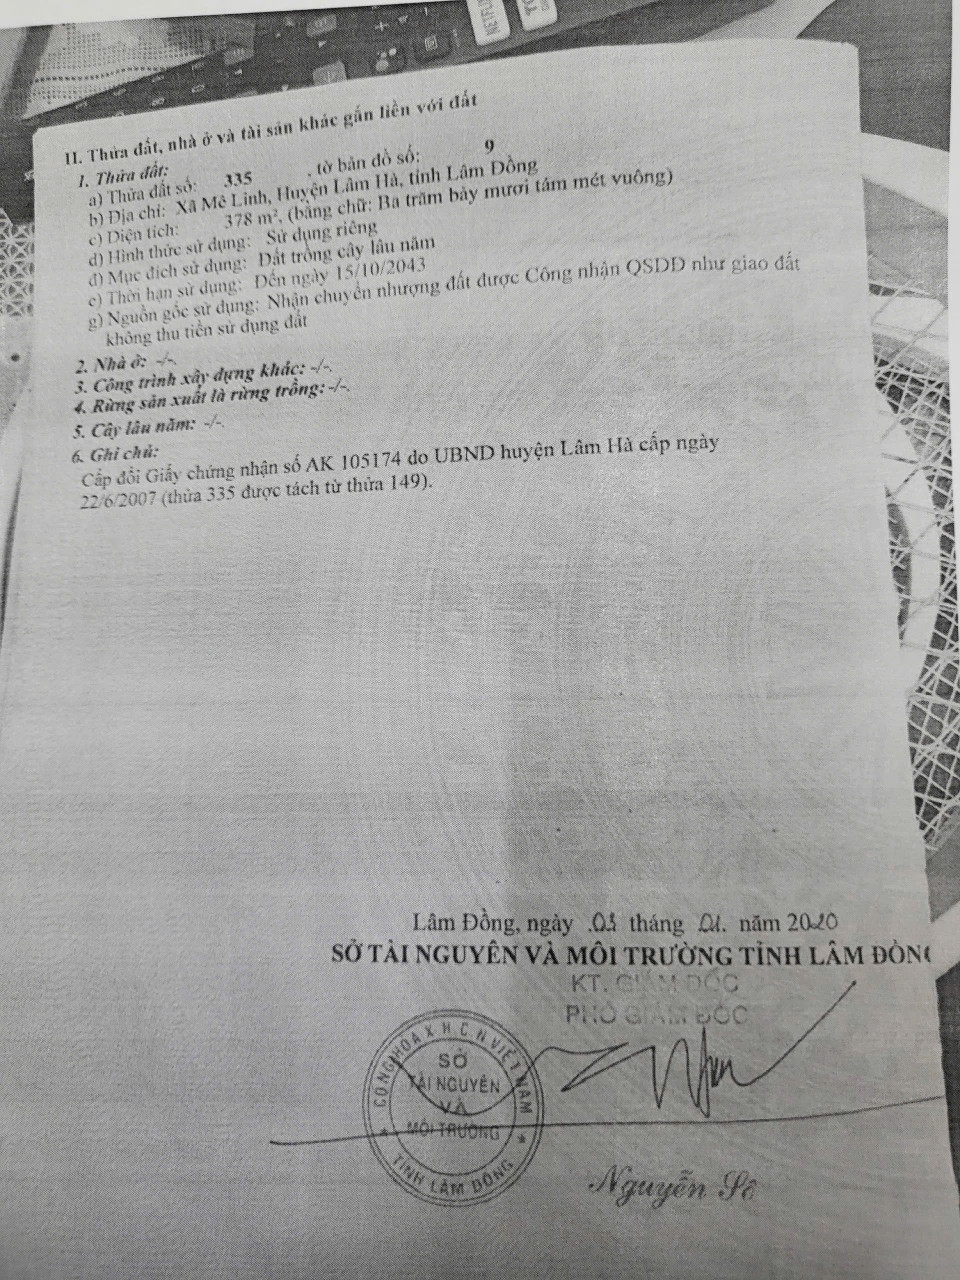 II. Thửa đất, nhà ở và tài sản khác gắn liền với đất
1. Thửa đất:
a) Thửa đất số: 335 , tờ bản đồ số: 9
b) Địa chỉ: Xã Mê Linh, Huyện Lâm Hà, tỉnh Lâm Đồng
c) Diện tích: 378 m², (bằng chữ: Ba trăm bảy mươi tám mét vuông)
d) Hình thức sử dụng: Sử dụng riêng
đ) Mục đích sử dụng: Đất trồng cây lâu năm
e) Thời hạn sử dụng: Đến ngày 15/10/2043
g) Nguồn gốc sử dụng: Nhận chuyển nhượng đất được Công nhận QSDĐ như giao đất
không thu tiền sử dụng đất
2. Nhà ở: -/-.
3. Công trình xây dựng khác: -/-.
4. Rừng sản xuất là rừng trồng: -/-.
5. Cây lâu năm: -/-.
6. Ghi chú:
Cấp đổi Giấy chứng nhận số AK 105174 do UBND huyện Lâm Hà cấp ngày
22/6/2007 (thửa 335 được tách từ thửa 149).
Lâm Đồng, ngày 03 tháng 01. năm 2020
SỞ TÀI NGUYÊN VÀ MÔI TRƯỜNG TỈNH LÂM ĐỒNG
KT. GIÁM ĐỐC
PHÓ GIÁM ĐỐC
CỘNG HÒA X.H.C.N VIỆT NAM
SỞ
TÀI NGUYÊN
VÀ
MÔI TRƯỜNG
TỈNH LÂM ĐỒNG
Nguyễn